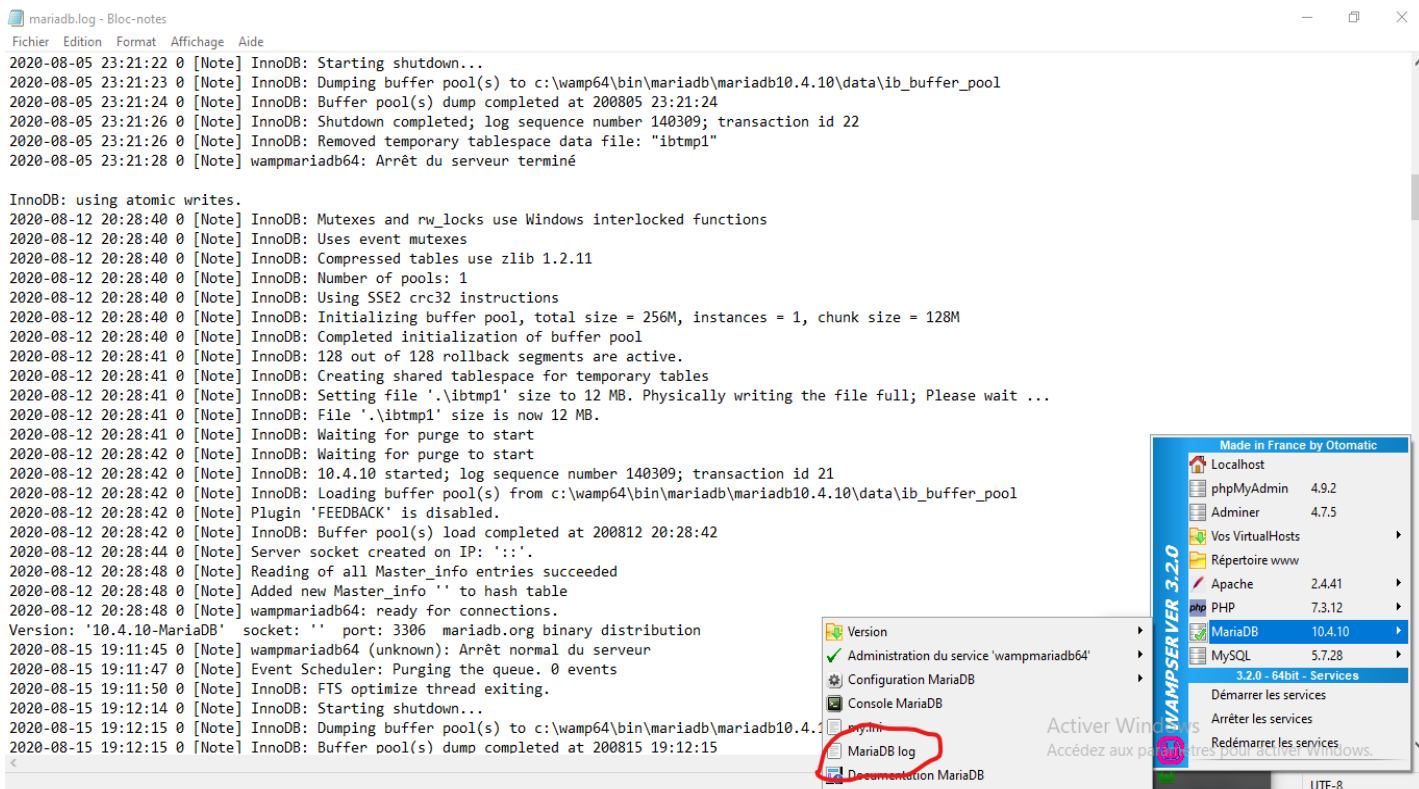 mariadb.log - Bloc-notes
Fichier Edition Format Affichage Aide
2020-08-05 23:21:22 0 [Note] InnoDB: Starting shutdown...
2020-08-05 23:21:23 0 [Note] InnoDB: Dumping buffer pool(s) to c:\wamp64\bin\mariadb\mariadb10.4.10\data\ib_buffer_pool
2020-08-05 23:21:24 0 [Note] InnoDB: Buffer pool(s) dump completed at 200805 23:21:24
2020-08-05 23:21:26 0 [Note] InnoDB: Shutdown completed; log sequence number 140309; transaction id 22
2020-08-05 23:21:26 0 [Note] InnoDB: Removed temporary tablespace data file: "ibtmp1"
2020-08-05 23:21:28 0 [Note] wampmariadb64: Arrêt du serveur terminé
InnoDB: using atomic writes.
2020-08-12 20:28:40 0 [Note] InnoDB: Mutexes and rw_locks use Windows interlocked functions
2020-08-12 20:28:40 0 [Note] InnoDB: Uses event mutexes
2020-08-12 20:28:40 0 [Note] InnoDB: Compressed tables use zlib 1.2.11
2020-08-12 20:28:40 0 [Note] InnoDB: Number of pools: 1
2020-08-12 20:28:40 0 [Note] InnoDB: Using SSE2 crc32 instructions
2020-08-12 20:28:40 0 [Note] InnoDB: Initializing buffer pool, total size = 256M, instances = 1, chunk size = 128M
2020-08-12 20:28:40 0 [Note] InnoDB: Completed initialization of buffer pool
2020-08-12 20:28:41 0 [Note] InnoDB: 128 out of 128 rollback segments are active.
2020-08-12 20:28:41 0 [Note] InnoDB: Creating shared tablespace for temporary tables
2020-08-12 20:28:41 0 [Note] InnoDB: Setting file '.\ibtmp1' size to 12 MB. Physically writing the file full; Please wait ...
2020-08-12 20:28:41 0 [Note] InnoDB: File '.\ibtmp1' size is now 12 MB.
2020-08-12 20:28:41 0 [Note] InnoDB: Waiting for purge to start
2020-08-12 20:28:42 0 [Note] InnoDB: Waiting for purge to start
2020-08-12 20:28:42 0 [Note] InnoDB: 10.4.10 started; log sequence number 140309; transaction id 21
2020-08-12 20:28:42 0 [Note] InnoDB: Loading buffer pool(s) from c:\wamp64\bin\mariadb\mariadb10.4.10\data\ib_buffer_pool
2020-08-12 20:28:42 0 [Note] Plugin 'FEEDBACK' is disabled.
2020-08-12 20:28:42 0 [Note] InnoDB: Buffer pool(s) load completed at 200812 20:28:42
2020-08-12 20:28:44 0 [Note] Server socket created on IP: '::'.
2020-08-12 20:28:48 0 [Note] Reading of all Master_info entries succeeded
2020-08-12 20:28:48 0 [Note] Added new Master_info '' to hash table
2020-08-12 20:28:48 0 [Note] wampmariadb64: ready for connections.
Version: '10.4.10-MariaDB' socket: '' port: 3306 mariadb.org binary distribution
2020-08-15 19:11:45 0 [Note] wampmariadb64 (unknown): Arrêt normal du serveur
2020-08-15 19:11:47 0 [Note] Event Scheduler: Purging the queue. 0 events
2020-08-15 19:11:50 0 [Note] InnoDB: FTS optimize thread exiting.
2020-08-15 19:12:14 0 [Note] InnoDB: Starting shutdown...
2020-08-15 19:12:15 0 [Note] InnoDB: Dumping buffer pool(s) to c:\wamp64\bin\mariadb\mariadb10.4.1
2020-08-15 19:12:15 0 [Note] InnoDB: Buffer pool(s) dump completed at 200815 19:12:15
Version
Administration du service 'wampmariadb64'
Configuration MariaDB
Console MariaDB
my.ini
MariaDB log
Documentation MariaDB
WAMPSERVER 3.2.0
Made in France by Otomatic
Localhost
phpMyAdmin 4.9.2
Adminer 4.7.5
Vos VirtualHosts
Répertoire www
Apache 2.4.41
php PHP 7.3.12
MariaDB 10.4.10
MySQL 5.7.28
3.2.0 - 64bit - Services
Démarrer les services
Arrêter les services
Redémarrer les services
Activer Windows
Accédez aux paramètres pour activer Windows.
UTF-8